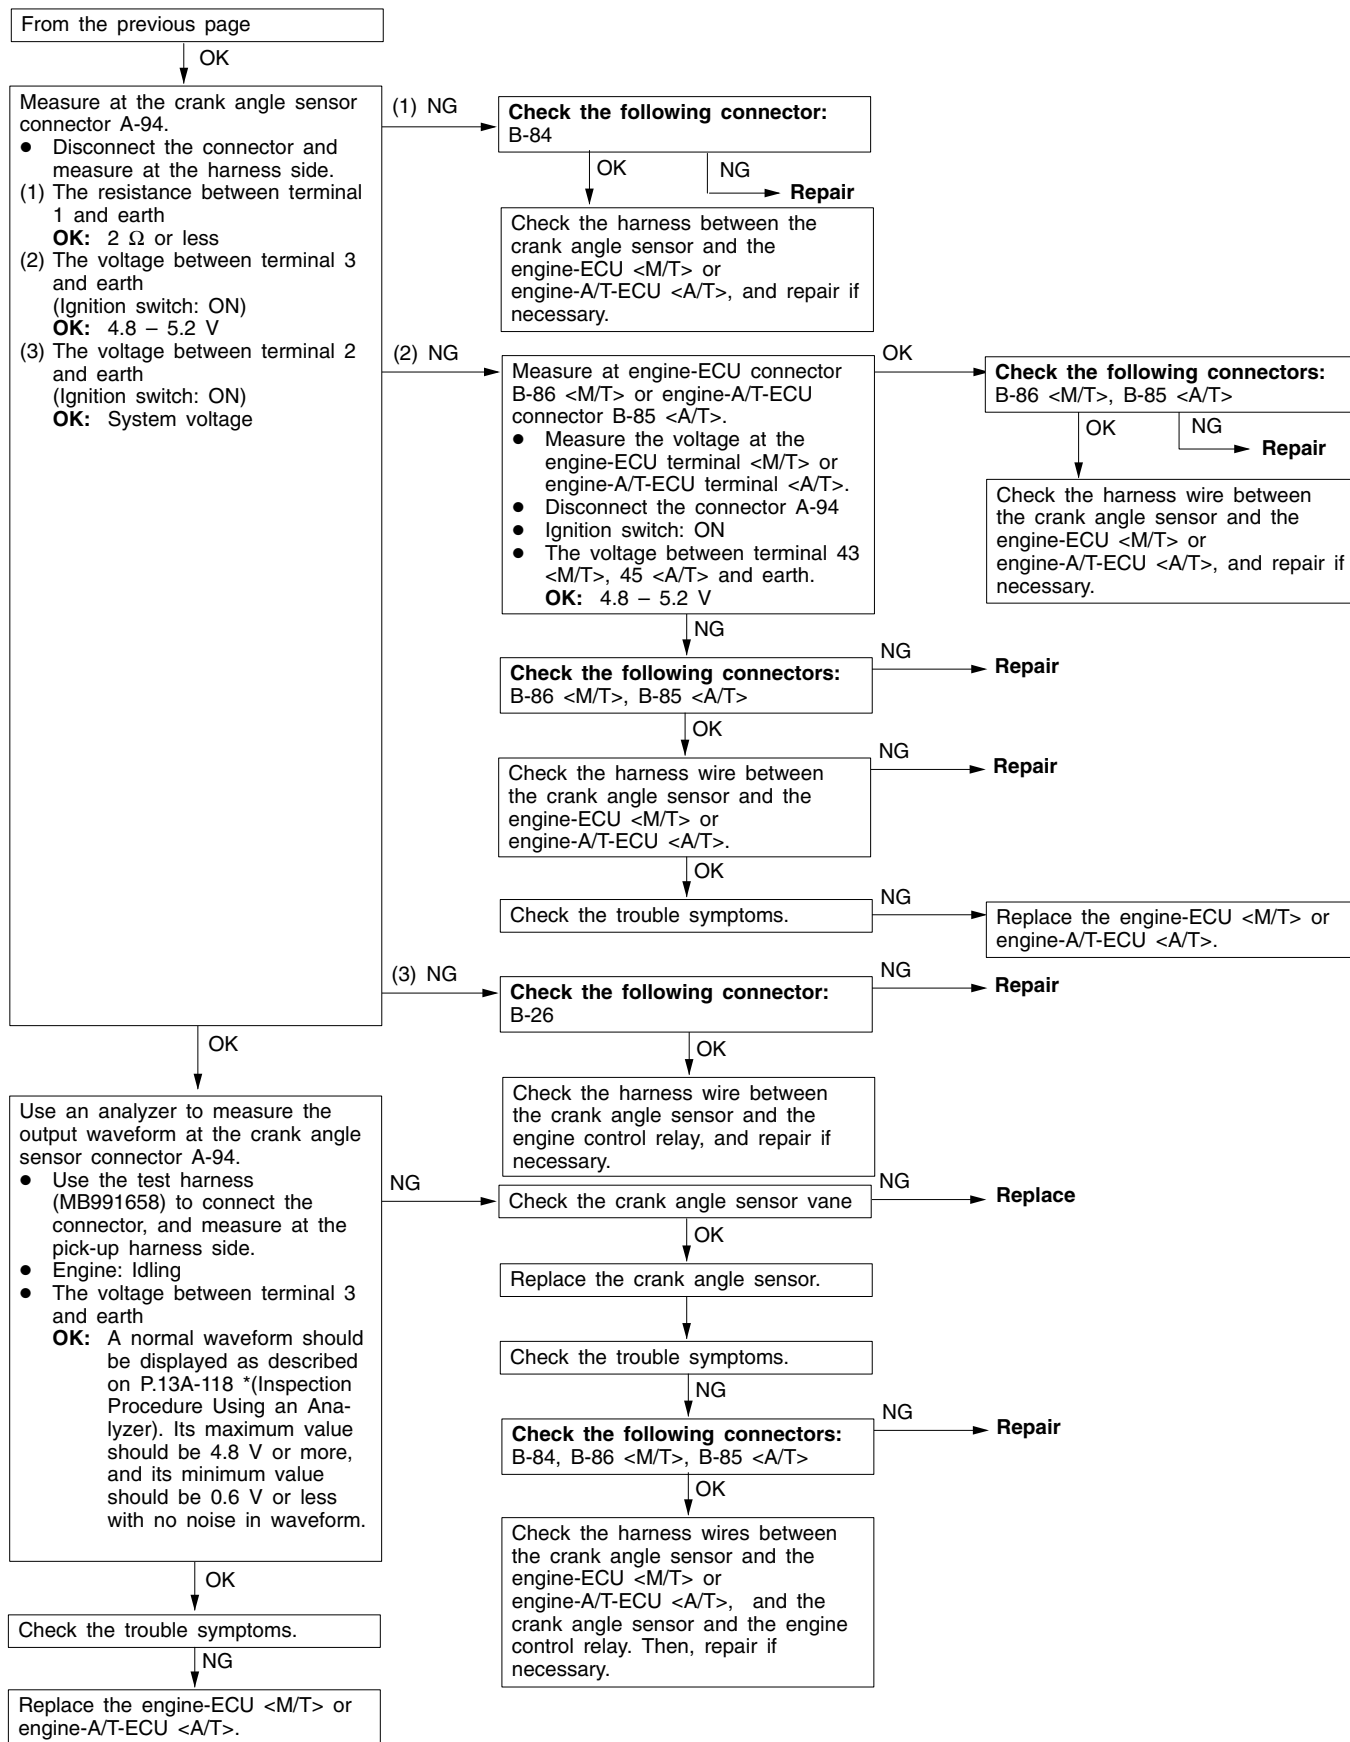 From the previous page
OK
Measure at the crank angle sensor
connector A-94.
● Disconnect the connector and
measure at the harness side.
(1) The resistance between terminal
1 and earth
OK: 2 Ω or less
(2) The voltage between terminal 3
and earth
(Ignition switch: ON)
OK: 4.8 – 5.2 V
(3) The voltage between terminal 2
and earth
(Ignition switch: ON)
OK: System voltage
(1) NG
Check the following connector:
B-84
OK
NG
Repair
Check the harness between the
crank angle sensor and the
engine-ECU <M/T> or
engine-A/T-ECU <A/T>, and repair if
necessary.
(2) NG
Measure at engine-ECU connector
B-86 <M/T> or engine-A/T-ECU
connector B-85 <A/T>.
● Measure the voltage at the
engine-ECU terminal <M/T> or
engine-A/T-ECU terminal <A/T>.
● Disconnect the connector A-94
● Ignition switch: ON
● The voltage between terminal 43
<M/T>, 45 <A/T> and earth.
OK: 4.8 – 5.2 V
OK
Check the following connectors:
B-86 <M/T>, B-85 <A/T>
OK
NG
Repair
Check the harness wire between
the crank angle sensor and the
engine-ECU <M/T> or
engine-A/T-ECU <A/T>, and repair if
necessary.
NG
Check the following connectors:
B-86 <M/T>, B-85 <A/T>
NG
Repair
OK
Check the harness wire between
the crank angle sensor and the
engine-ECU <M/T> or
engine-A/T-ECU <A/T>.
NG
Repair
OK
Check the trouble symptoms.
NG
Replace the engine-ECU <M/T> or
engine-A/T-ECU <A/T>.
(3) NG
Check the following connector:
B-26
NG
Repair
OK
Check the harness wire between
the crank angle sensor and the
engine control relay, and repair if
necessary.
OK
Use an analyzer to measure the
output waveform at the crank angle
sensor connector A-94.
● Use the test harness
(MB991658) to connect the
connector, and measure at the
pick-up harness side.
● Engine: Idling
● The voltage between terminal 3
and earth
OK: A normal waveform should
be displayed as described
on P.13A-118 *(Inspection
Procedure Using an Ana-
lyzer). Its maximum value
should be 4.8 V or more,
and its minimum value
should be 0.6 V or less
with no noise in waveform.
NG
Check the crank angle sensor vane
NG
Replace
OK
Replace the crank angle sensor.
Check the trouble symptoms.
NG
Check the following connectors:
B-84, B-86 <M/T>, B-85 <A/T>
NG
Repair
OK
Check the harness wires between
the crank angle sensor and the
engine-ECU <M/T> or
engine-A/T-ECU <A/T>, and the
crank angle sensor and the engine
control relay. Then, repair if
necessary.
OK
Check the trouble symptoms.
NG
Replace the engine-ECU <M/T> or
engine-A/T-ECU <A/T>.